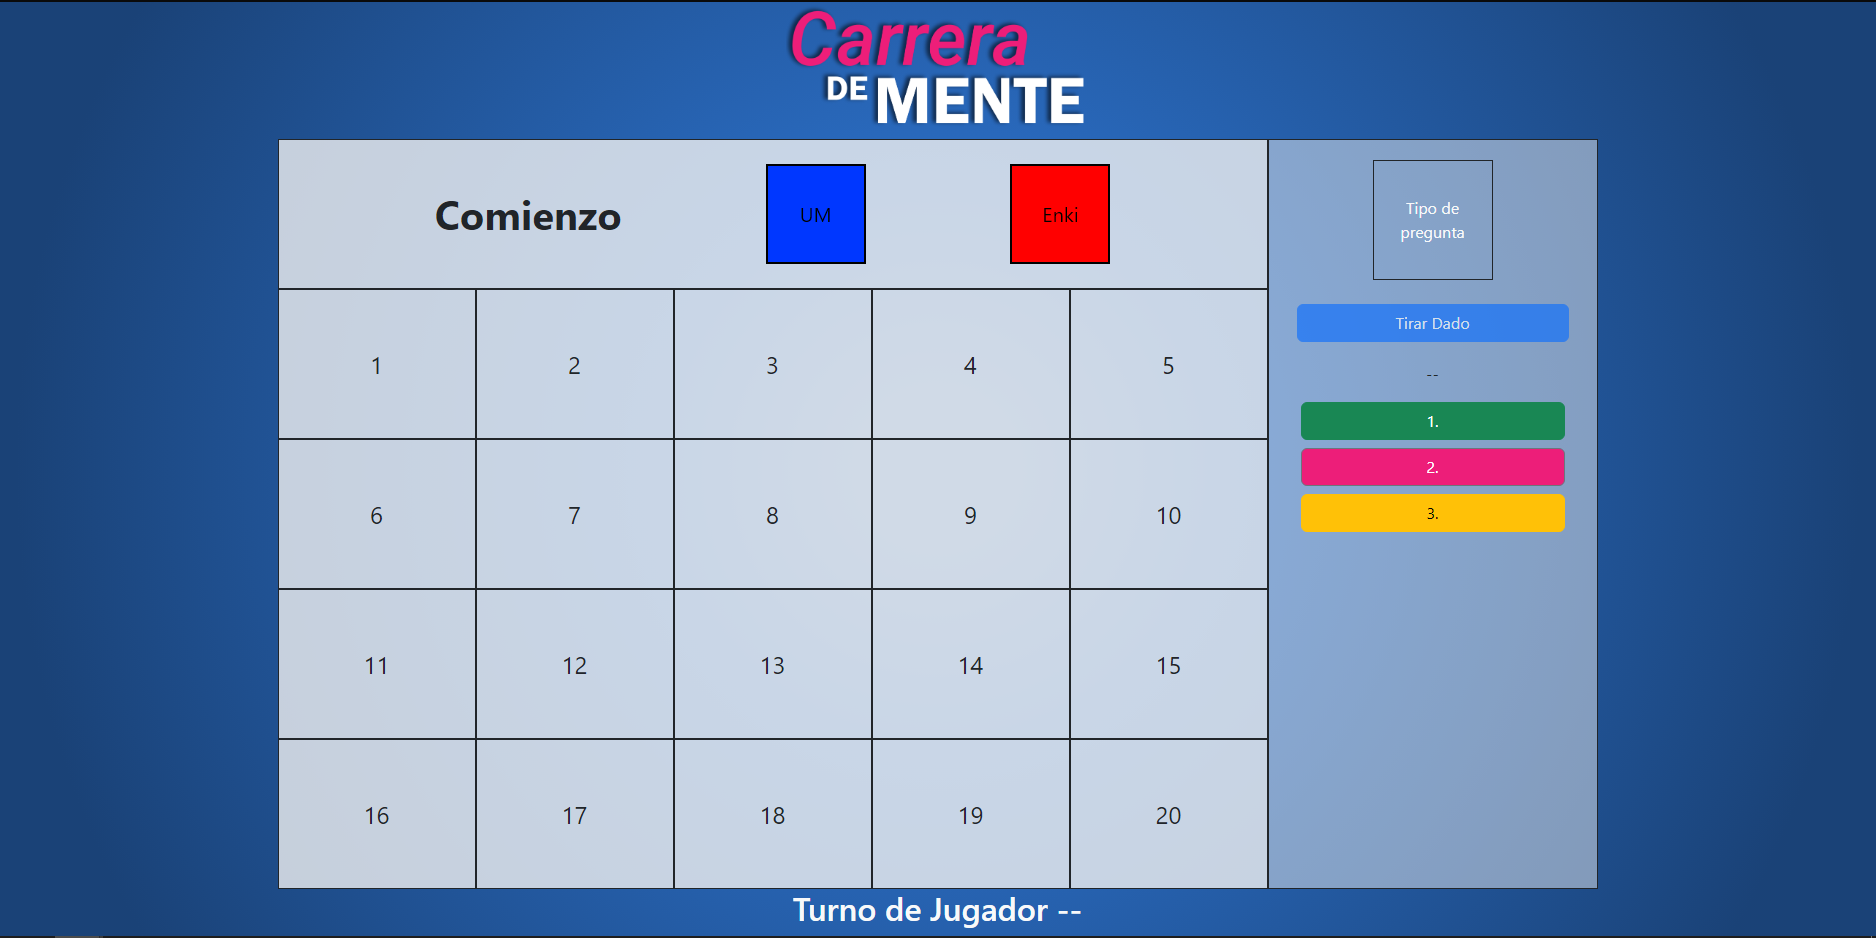 Carrera
DE MENTE
Comienzo
UM
Enki
Tipo de
pregunta
Tirar Dado
--
1.
2.
3.
1
2
3
4
5
6
7
8
9
10
11
12
13
14
15
16
17
18
19
20
Turno de Jugador --